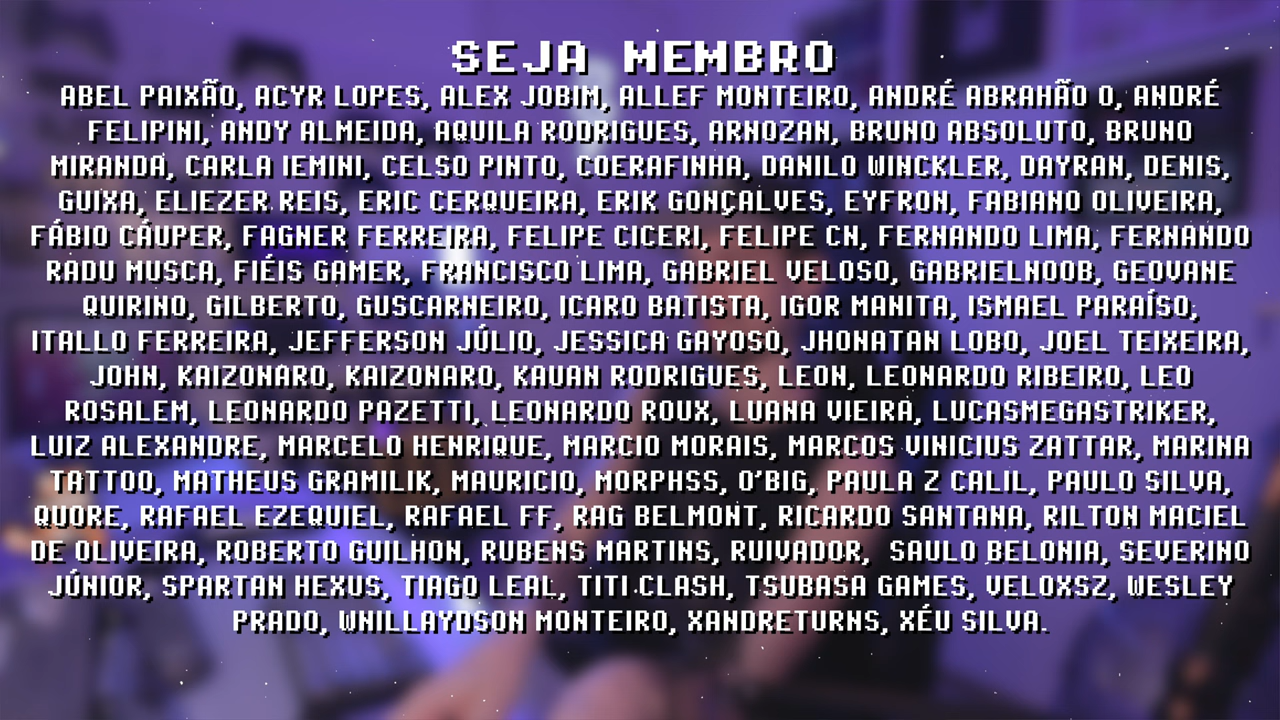 SEJA MEMBRO
ABEL PAIXÃO, ACYR LOPES, ALEX JOBIM, ALLEF MONTEIRO, ANDRÉ ABRAHÃO O, ANDRÉ
FELIPINI, ANDY ALMEIDA, AQUILA RODRIGUES, ARNOZAN, BRUNO ABSOLUTO, BRUNO
MIRANDA, CARLA IEMINI, CELSO PINTO, COERAFINHA, DANILO WINCKLER, DAYRAN, DENIS,
GUIXA, ELIEZER REIS, ERIC CERQUEIRA, ERIK GONÇALVES, EYFRON, FABIANO OLIVEIRA,
FÁBIO CÁUPER, FAGNER FERREIRA, FELIPE CICERI, FELIPE CN, FERNANDO LIMA, FERNANDO
RADU MUSCA, FIÉIS GAMER, FRANCISCO LIMA, GABRIEL VELOSO, GABRIELNOOB, GEOVANE
QUIRINO, GILBERTO, GUSCARNEIRO, ICARO BATISTA, IGOR MANITA, ISMAEL PARAÍSO,
ITALLO FERREIRA, JEFFERSON JÚLIO, JESSICA GAYOSO, JHONATAN LOBO, JOEL TEIXEIRA,
JOHN, KAIZONARO, KAIZONARO, KAUAN RODRIGUES, LEON, LEONARDO RIBEIRO, LEO
ROSALEM, LEONARDO PAZETTI, LEONARDO ROUX, LUANA VIEIRA, LUCASMEGASTRIKER,
LUIZ ALEXANDRE, MARCELO HENRIQUE, MARCIO MORAIS, MARCOS VINICIUS ZATTAR, MARINA
TATTOO, MATHEUS GRAMILIK, MAURICIO, MORPHSS, O'BIG, PAULA Z CALIL, PAULO SILVA,
QUORE, RAFAEL EZEQUIEL, RAFAEL FF, RAG BELMONT, RICARDO SANTANA, RILTON MACIEL
DE OLIVEIRA, ROBERTO GUILHON, RUBENS MARTINS, RUIVADOR, SAULO BELONIA, SEVERINO
JÚNIOR, SPARTAN HEXUS, TIAGO LEAL, TITI CLASH, TSUBASA GAMES, VELOXSZ, WESLEY
PRADO, WNILLAYDSON MONTEIRO, XANDRETURNS, XÉU SILVA.